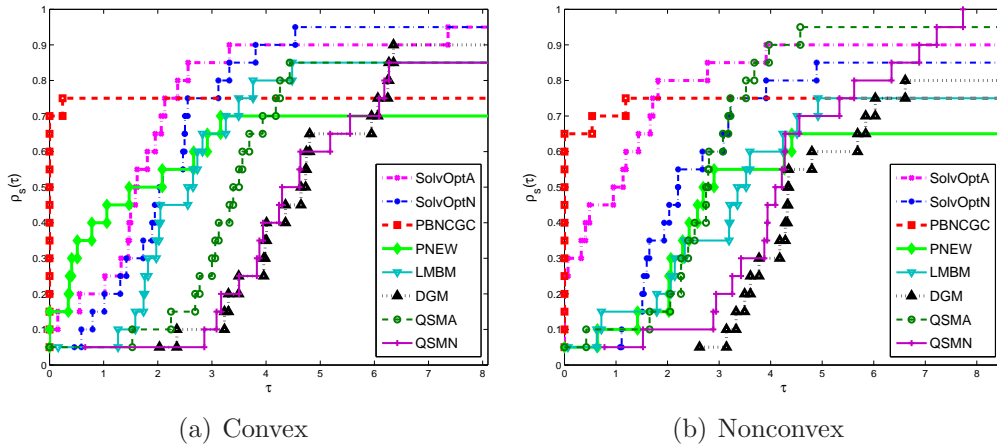 1
0.9
0.8
0.7
0.6
0.5
0.4
0.3
0.2
0.1
0
ρs(τ)
0 1 2 3 4 5 6 7 8
τ
SolvOptA
SolvOptN
PBNCGC
PNEW
LMBM
DGM
QSMA
QSMN
(a) Convex
1
0.9
0.8
0.7
0.6
0.5
0.4
0.3
0.2
0.1
0
ρs(τ)
0 1 2 3 4 5 6 7 8
τ
SolvOptA
SolvOptN
PBNCGC
PNEW
LMBM
DGM
QSMA
QSMN
(b) Nonconvex